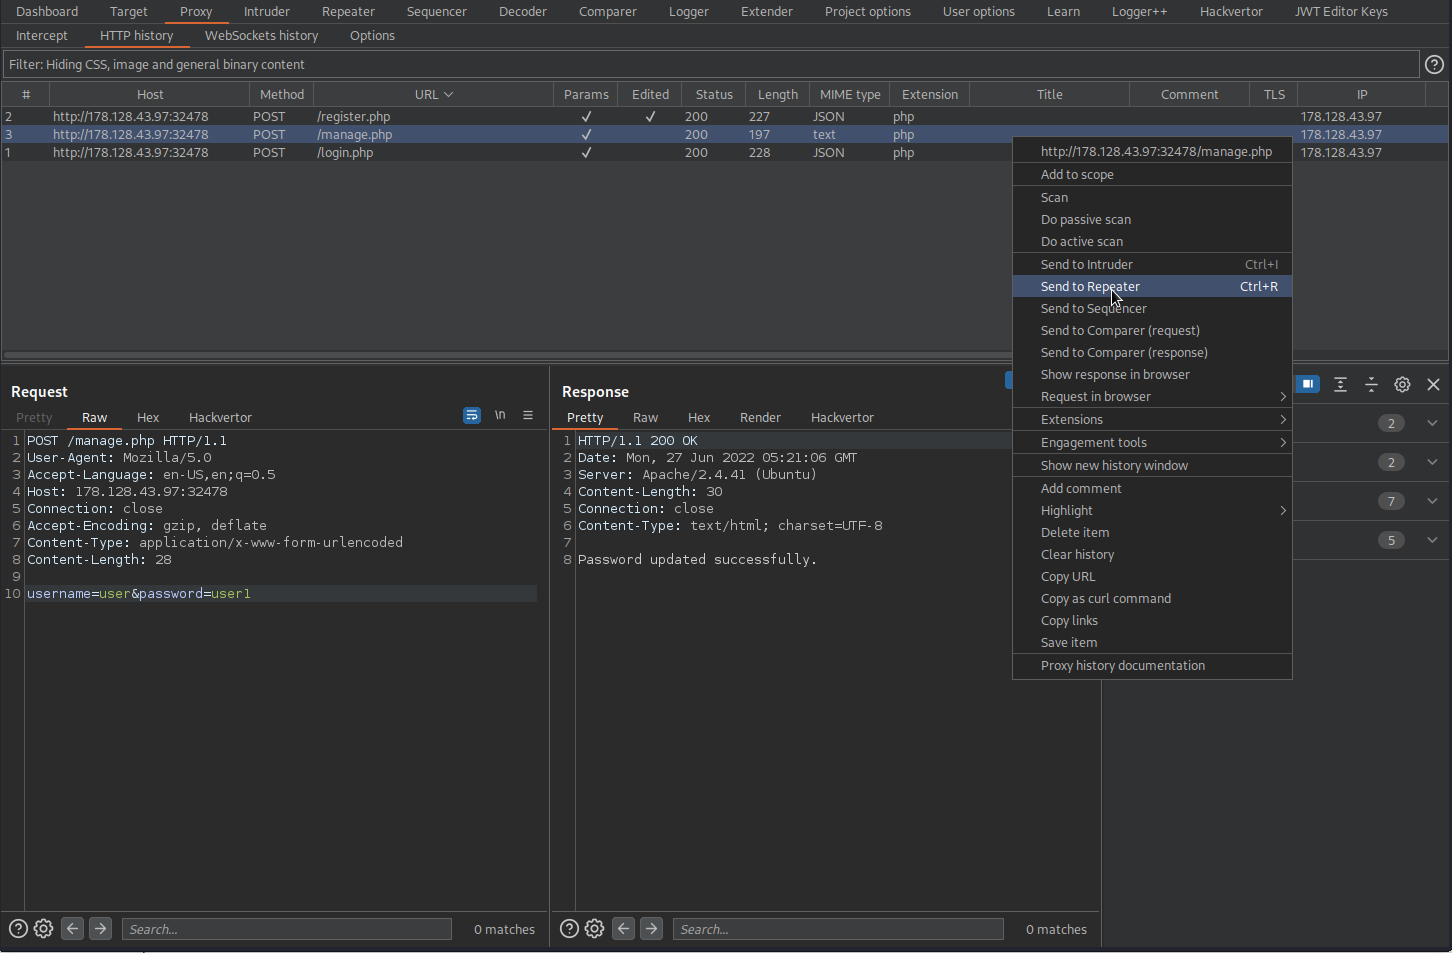 Dashboard Target Proxy Intruder Repeater Sequencer Decoder Comparer Logger Extender Project options User options Learn Logger++ Hackvertor JWT Editor Keys
Intercept HTTP history WebSockets history Options
Filter: Hiding CSS, image and general binary content
# Host Method URL Params Edited Status Length MIME type Extension Title Comment TLS IP
2 http://178.128.43.97:32478 POST /register.php ✓ ✓ 200 227 JSON php 178.128.43.97
3 http://178.128.43.97:32478 POST /manage.php ✓ 200 197 text php 178.128.43.97
1 http://178.128.43.97:32478 POST /login.php ✓ 200 228 JSON php 178.128.43.97
http://178.128.43.97:32478/manage.php
Add to scope
Scan
Do passive scan
Do active scan
Send to Intruder Ctrl+I
Send to Repeater Ctrl+R
Send to Sequencer
Send to Comparer (request)
Send to Comparer (response)
Show response in browser
Request in browser
Extensions
Engagement tools
Show new history window
Add comment
Highlight
Delete item
Clear history
Copy URL
Copy as curl command
Copy links
Save item
Proxy history documentation
Request
Pretty Raw Hex Hackvertor \n
1 POST /manage.php HTTP/1.1
2 User-Agent: Mozilla/5.0
3 Accept-Language: en-US,en;q=0.5
4 Host: 178.128.43.97:32478
5 Connection: close
6 Accept-Encoding: gzip, deflate
7 Content-Type: application/x-www-form-urlencoded
8 Content-Length: 28
9
10 username=user&password=user1
Search... 0 matches
Response
Pretty Raw Hex Render Hackvertor
1 HTTP/1.1 200 OK
2 Date: Mon, 27 Jun 2022 05:21:06 GMT
3 Server: Apache/2.4.41 (Ubuntu)
4 Content-Length: 30
5 Connection: close
6 Content-Type: text/html; charset=UTF-8
7
8 Password updated successfully.
Search... 0 matches
2
2
7
5